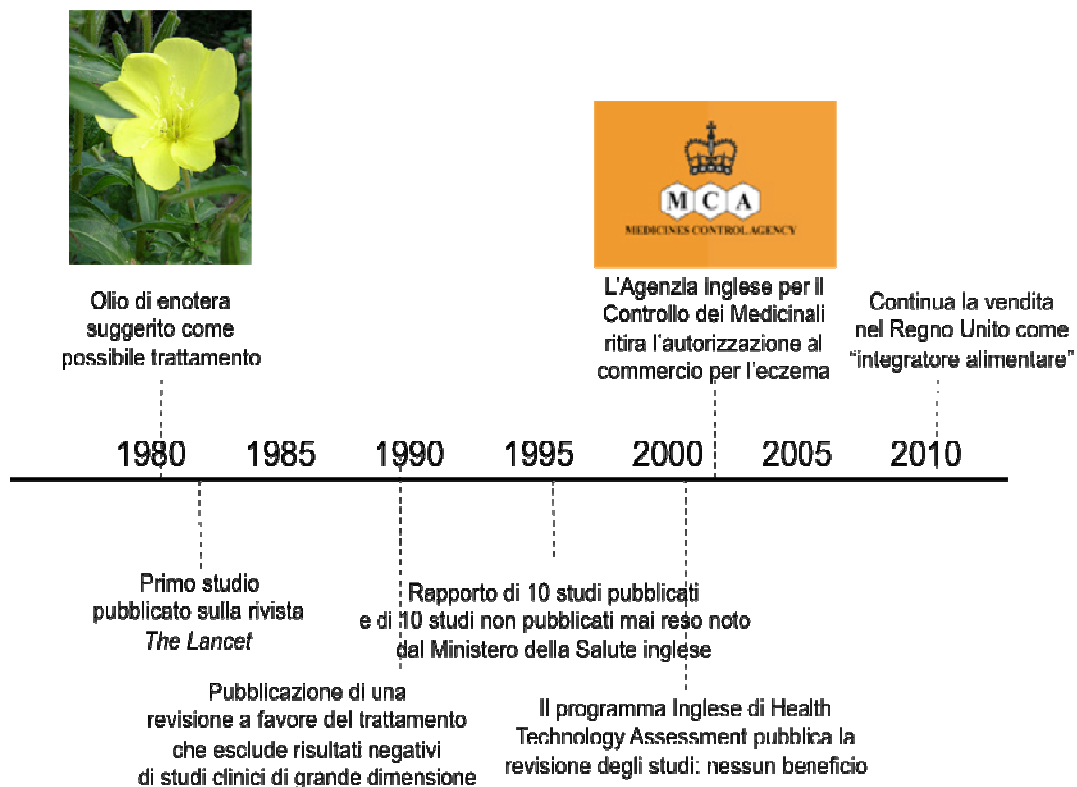 M C A
MEDICINES CONTROL AGENCY
Olio di enotera
suggerito come
possibile trattamento
L'Agenzia Inglese per il
Controllo dei Medicinali
ritira l'autorizzazione al
commercio per l'eczema
Continua la vendita
nel Regno Unito come
"integratore alimentare"
1980 1985 1990 1995 2000 2005 2010
Primo studio
pubblicato sulla rivista
The Lancet
Rapporto di 10 studi pubblicati
e di 10 studi non pubblicati mai reso noto
dal Ministero della Salute inglese
Pubblicazione di una
revisione a favore del trattamento
che esclude risultati negativi
di studi clinici di grande dimensione
Il programma Inglese di Health
Technology Assessment pubblica la
revisione degli studi: nessun beneficio